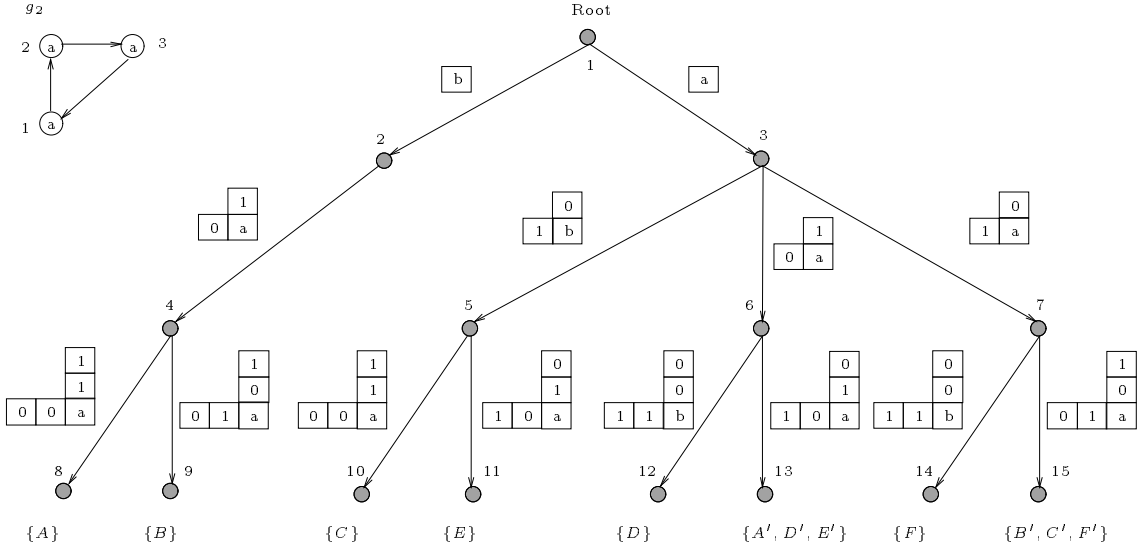 g2
Root
2 a a 3
1
b a
1 a
2 3
1 0 0
0 a 1 b 1 1 a
0 a
4 5 6 7
1 1 1 0 0 0 0 1
1 0 1 1 0 1 0 0
0 0 a 0 1 a 0 0 a 1 0 a 1 1 b 1 0 a 1 1 b 0 1 a
8 9 10 11 12 13 14 15
{A} {B} {C} {E} {D} {A′, D′, E′} {F} {B′, C′, F′}